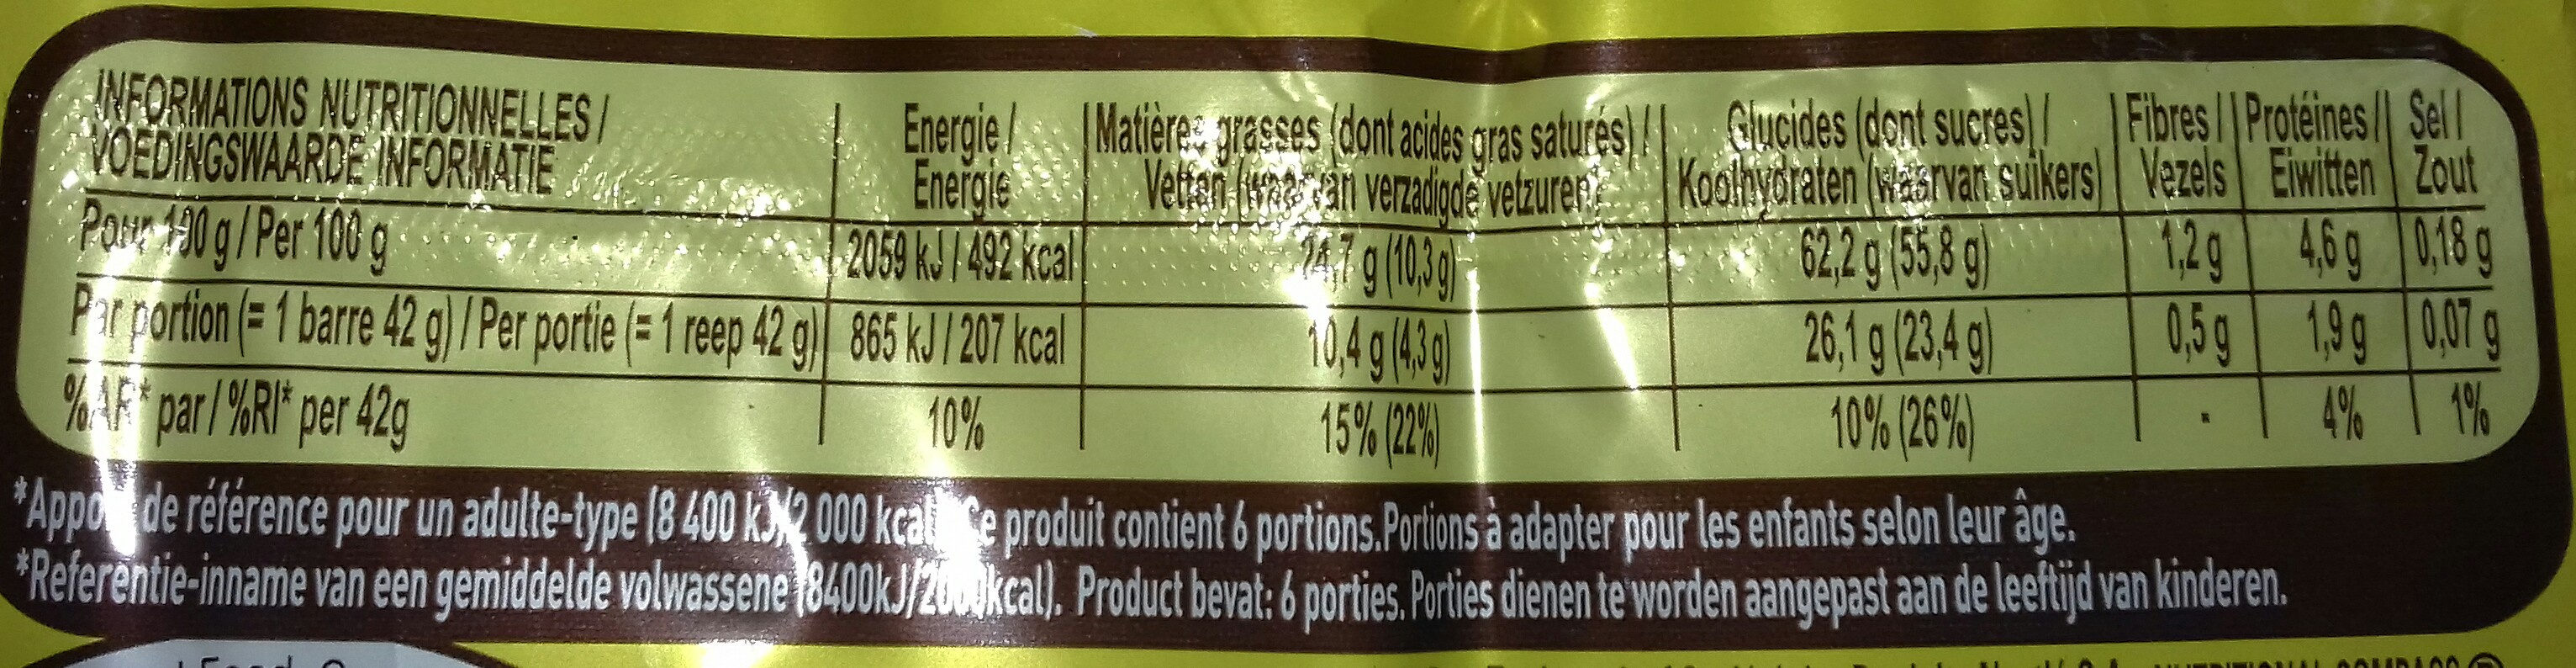 INFORMATIONS NUTRITIONNELLES /
VOEDINGSWAARDE INFORMATIE
Energie /
Energie
Matières grasses (dont acides gras saturés) /
Vetten (waarvan verzadigde vetzuren)
Glucides (dont sucres) /
Koolhydraten (waarvan suikers)
Fibres /
Vezels
Protéines /
Eiwitten
Sel /
Zout
Pour 100 g / Per 100 g 2059 kJ / 492 kcal 24,7 g (10,3 g) 62,2 g (55,8 g) 1,2 g 4,6 g 0,18 g
Par portion (= 1 barre 42 g) / Per portie (= 1 reep 42 g) 865 kJ / 207 kcal 10,4 g (4,3 g) 26,1 g (23,4 g) 0,5 g 1,9 g 0,07 g
%AR* par / %RI* per 42g 10% 15% (22%) 10% (26%) - 4% 1%
*Apport de référence pour un adulte-type (8 400 kJ/2 000 kcal). Ce produit contient 6 portions.Portions à adapter pour les enfants selon leur âge.
*Referentie-inname van een gemiddelde volwassene (8400kJ/2000kcal). Product bevat: 6 porties. Porties dienen te worden aangepast aan de leeftijd van kinderen.